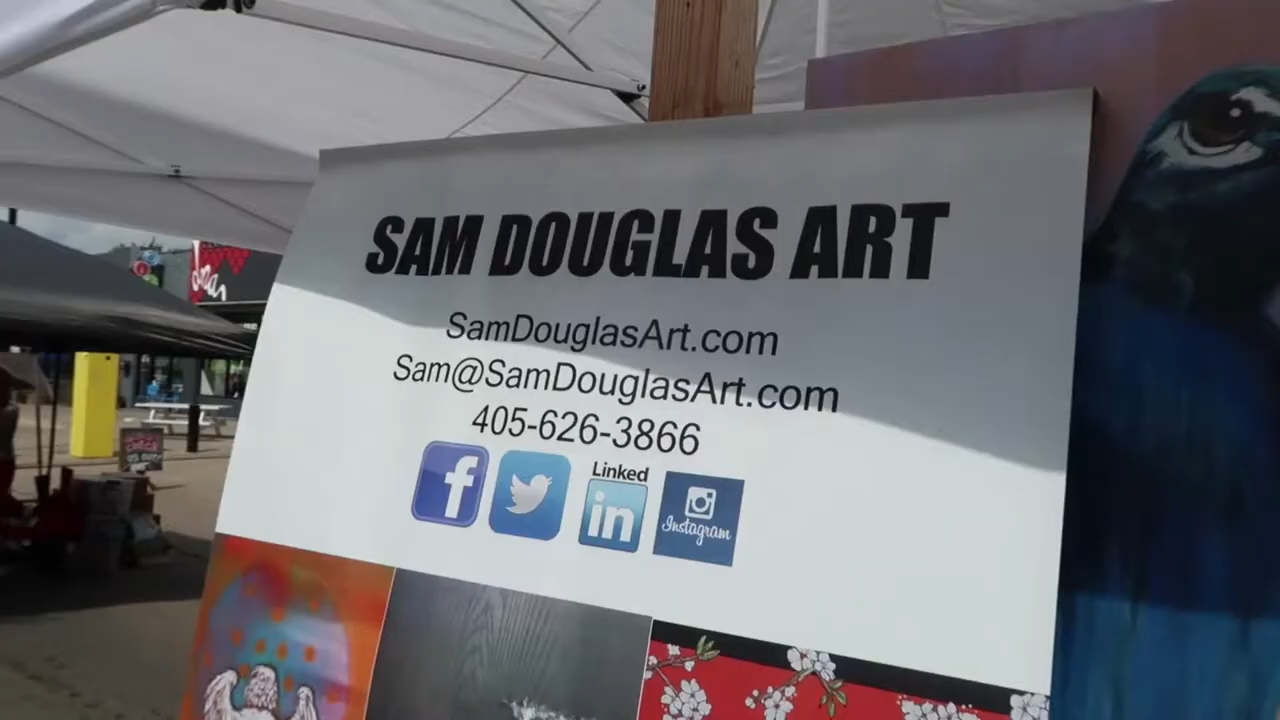 SAM DOUGLAS ART
SamDouglasArt.com
Sam@SamDouglasArt.com
405-626-3866
f
Linked
in
Instagram